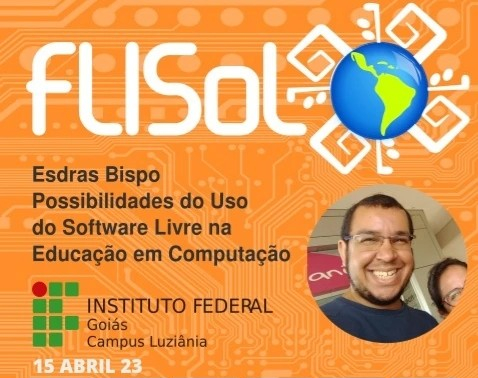 FLISoL
Esdras Bispo
Possibilidades do Uso
do Software Livre na
Educação em Computação
INSTITUTO FEDERAL
Goiás
Campus Luziânia
15 ABRIL 23